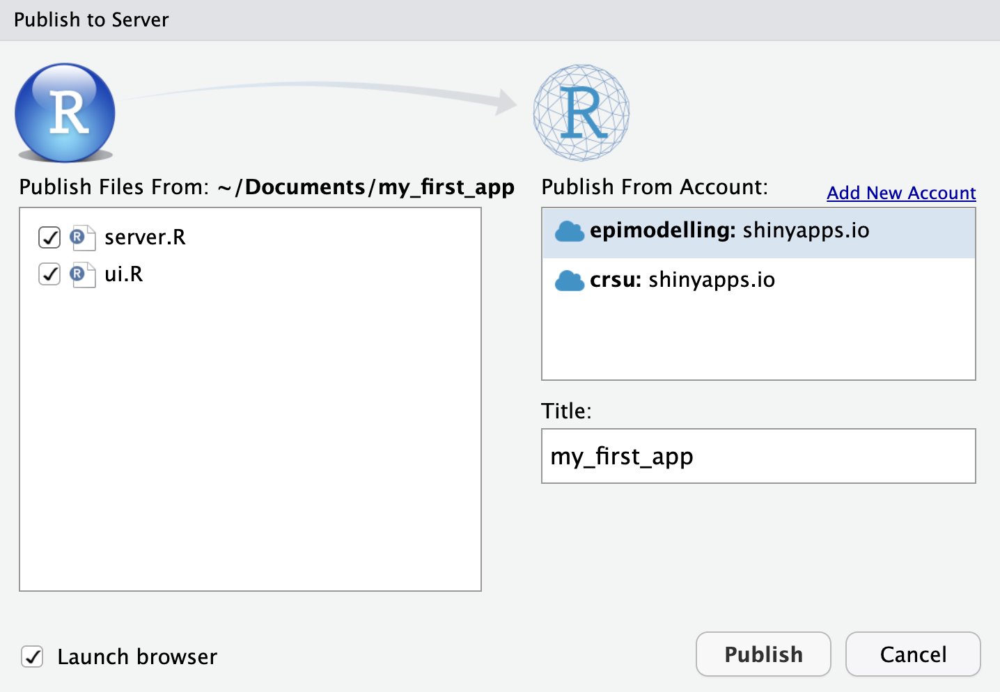 Publish to Server
R
R
Publish Files From: ~/Documents/my_first_app
R server.R
R ui.R
Publish From Account:
Add New Account
epimodelling: shinyapps.io
crsu: shinyapps.io
Title:
my_first_app
Launch browser
Publish
Cancel